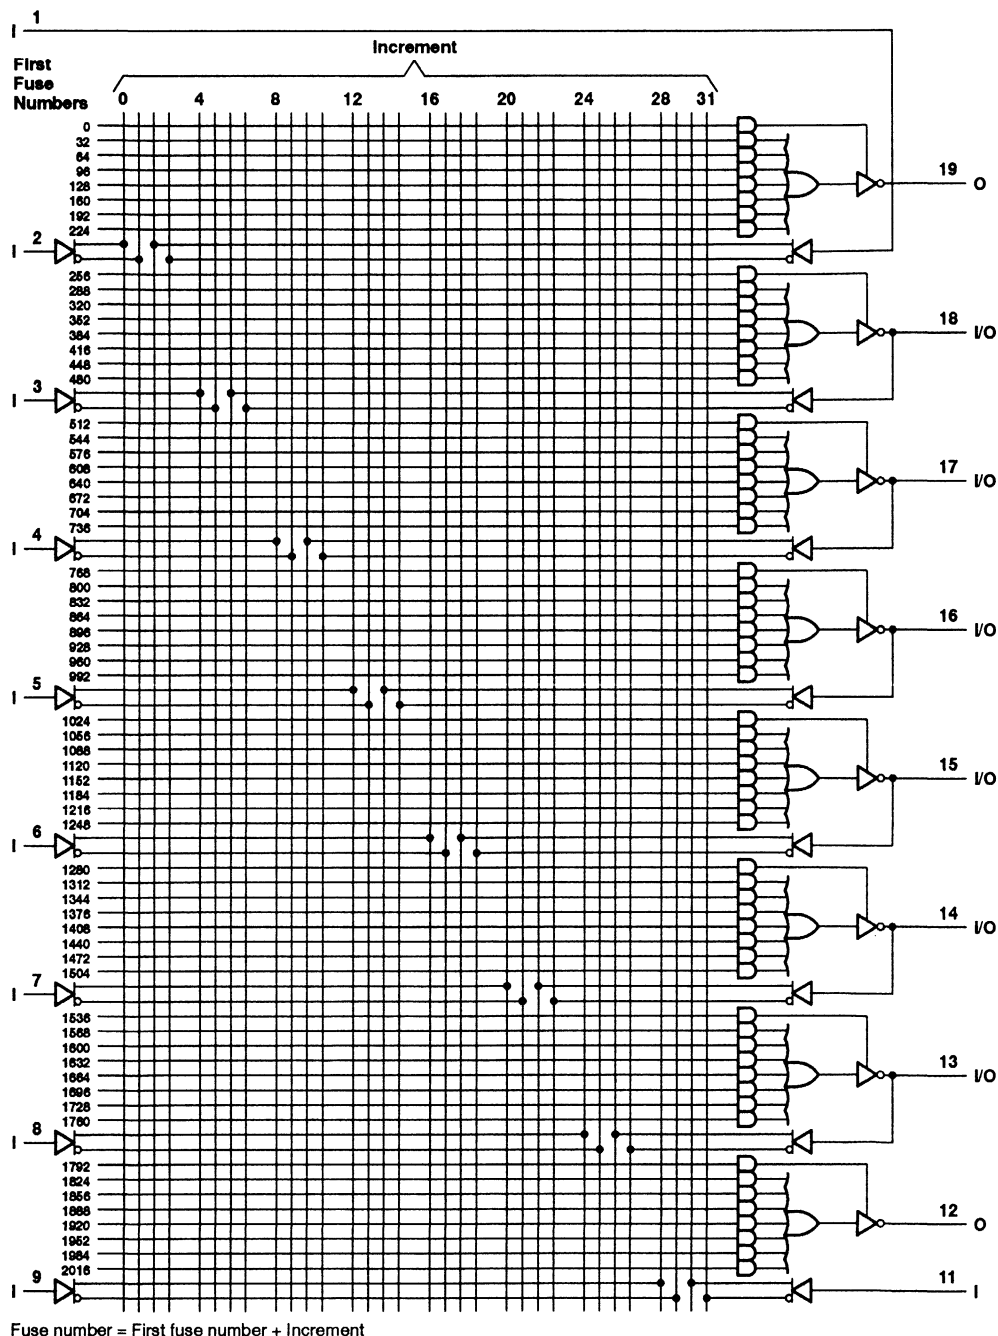 I 1
Increment
First
Fuse
Numbers
0 4 8 12 16 20 24 28 31
0
32
64
96
128
160
192
224
19 O
I 2
256
288
320
352
384
416
448
480
18 I/O
I 3
512
544
576
608
640
672
704
736
17 I/O
I 4
768
800
832
864
896
928
960
992
16 I/O
I 5
1024
1056
1088
1120
1152
1184
1216
1248
15 I/O
I 6
1280
1312
1344
1376
1408
1440
1472
1504
14 I/O
I 7
1536
1568
1600
1632
1664
1696
1728
1760
13 I/O
I 8
1792
1824
1856
1888
1920
1952
1984
2016
12 O
I 9
11 I
Fuse number = First fuse number + Increment